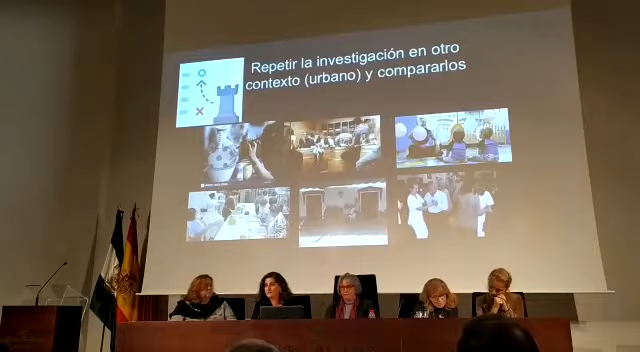 Repetir la investigación en otro
contexto (urbano) y compararlos